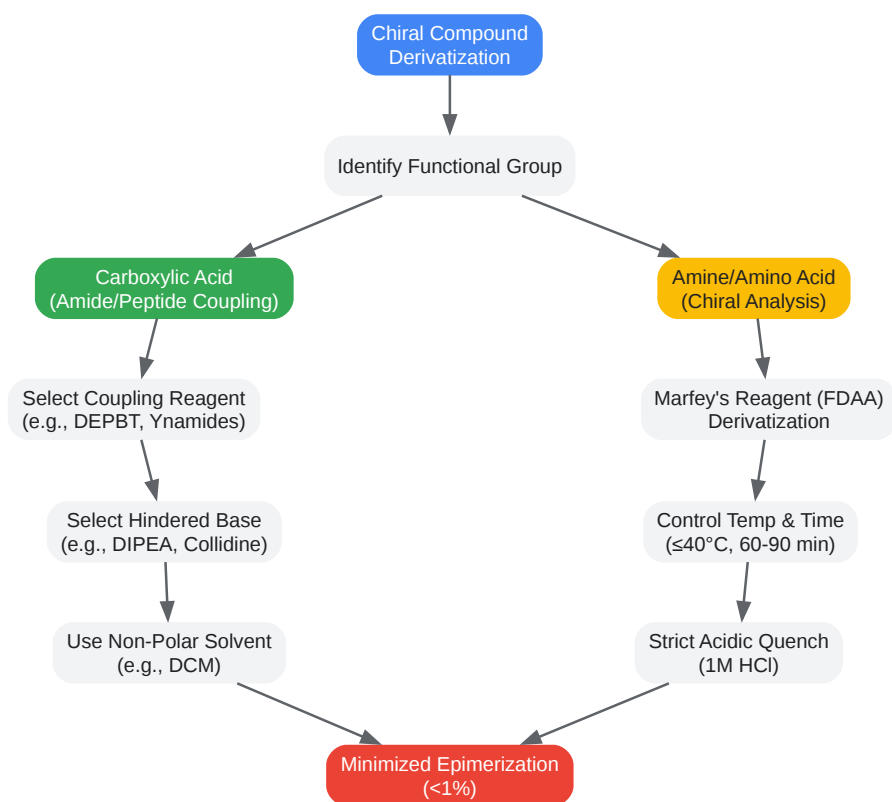 Chiral Compound
Derivatization
Identify Functional Group
Carboxylic Acid
(Amide/Peptide Coupling)
Amine/Amino Acid
(Chiral Analysis)
Select Coupling Reagent
(e.g., DEPBT, Ynamides)
Marfey's Reagent (FDAA)
Derivatization
Select Hindered Base
(e.g., DIPEA, Collidine)
Control Temp & Time
(≤40°C, 60-90 min)
Use Non-Polar Solvent
(e.g., DCM)
Strict Acidic Quench
(1M HCl)
Minimized Epimerization
(<1%)